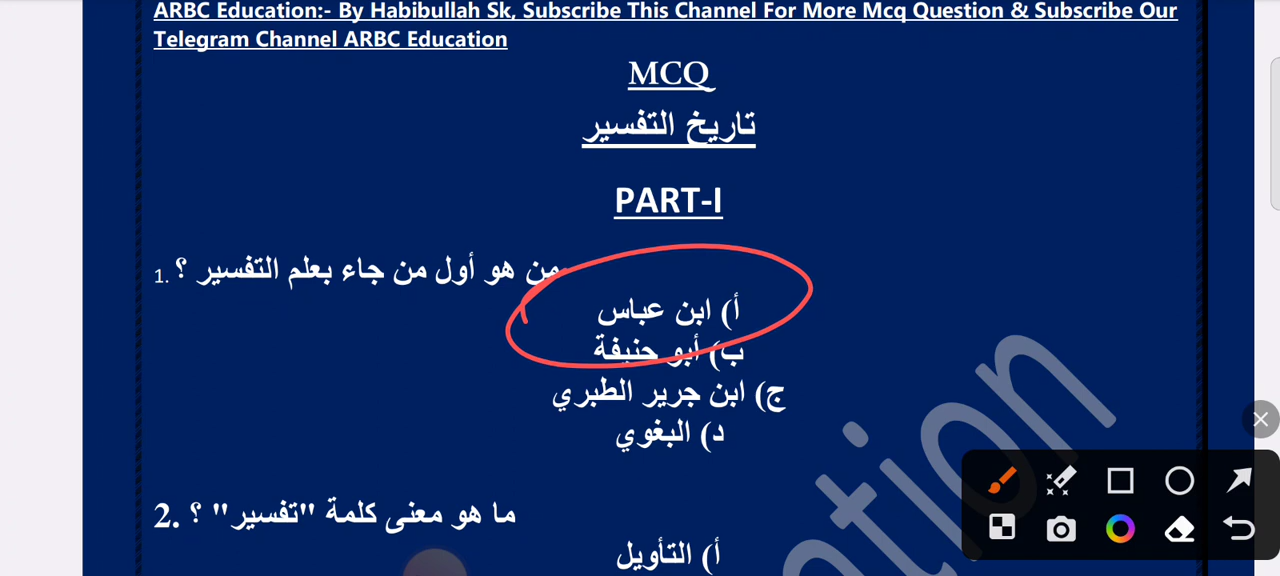 ARBC Education:- By Habibullah Sk, Subscribe This Channel For More Mcq Question & Subscribe Our
Telegram Channel ARBC Education
MCQ
تاريخ التفسير
PART-I
1. من هو أول من جاء بعلم التفسير ؟
أ) ابن عباس
ب) أبو حنيفة
ج) ابن جرير الطبري
د) البغوي
2. ما هو معنى كلمة "تفسير" ؟
أ) التأويل